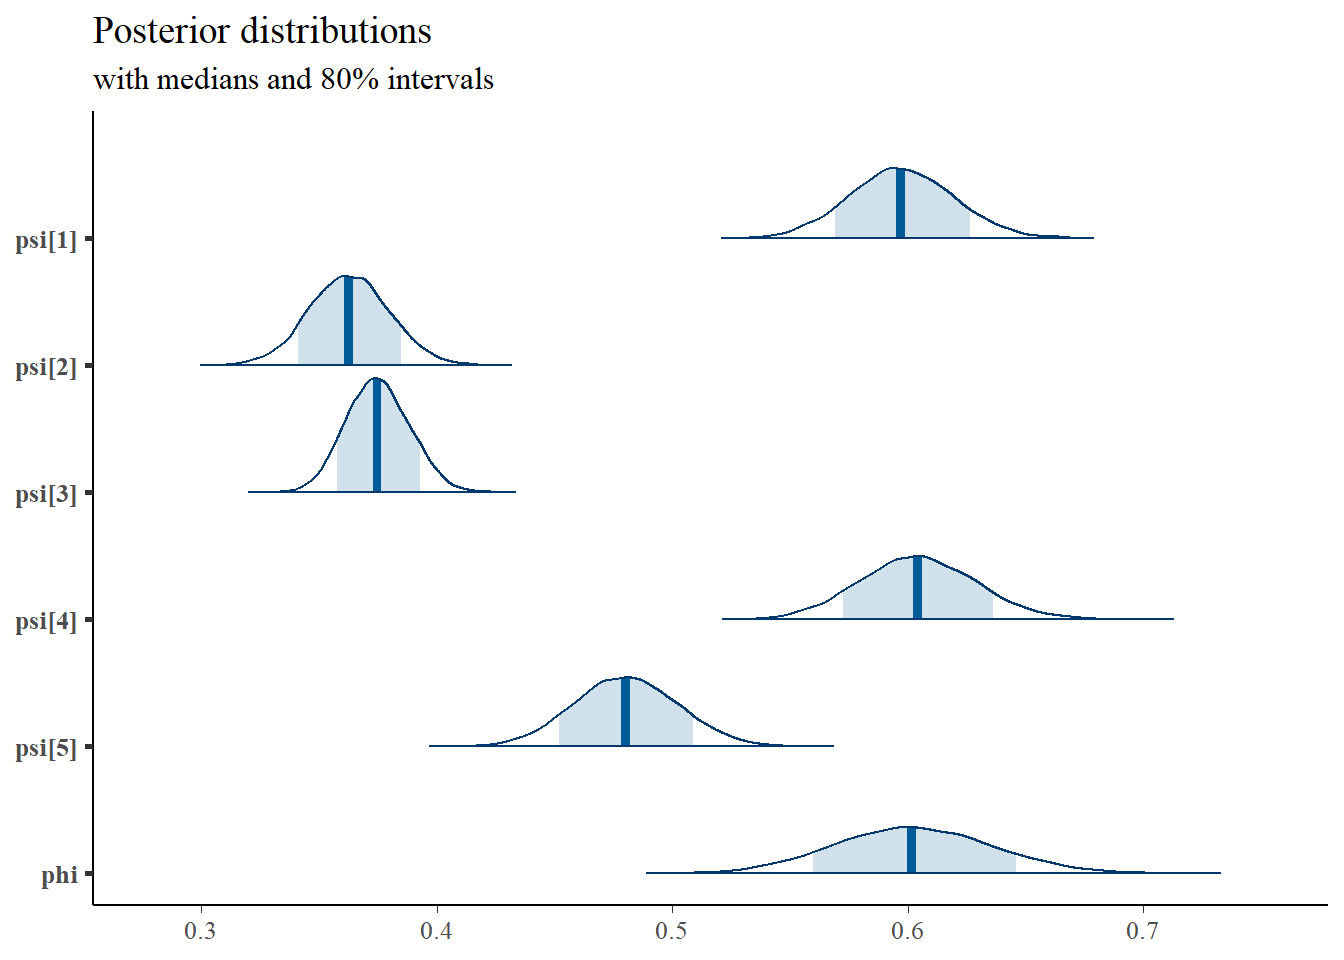 Posterior distributions
with medians and 80% intervals
psi[1]
psi[2]
psi[3]
psi[4]
psi[5]
phi
0.3 0.4 0.5 0.6 0.7